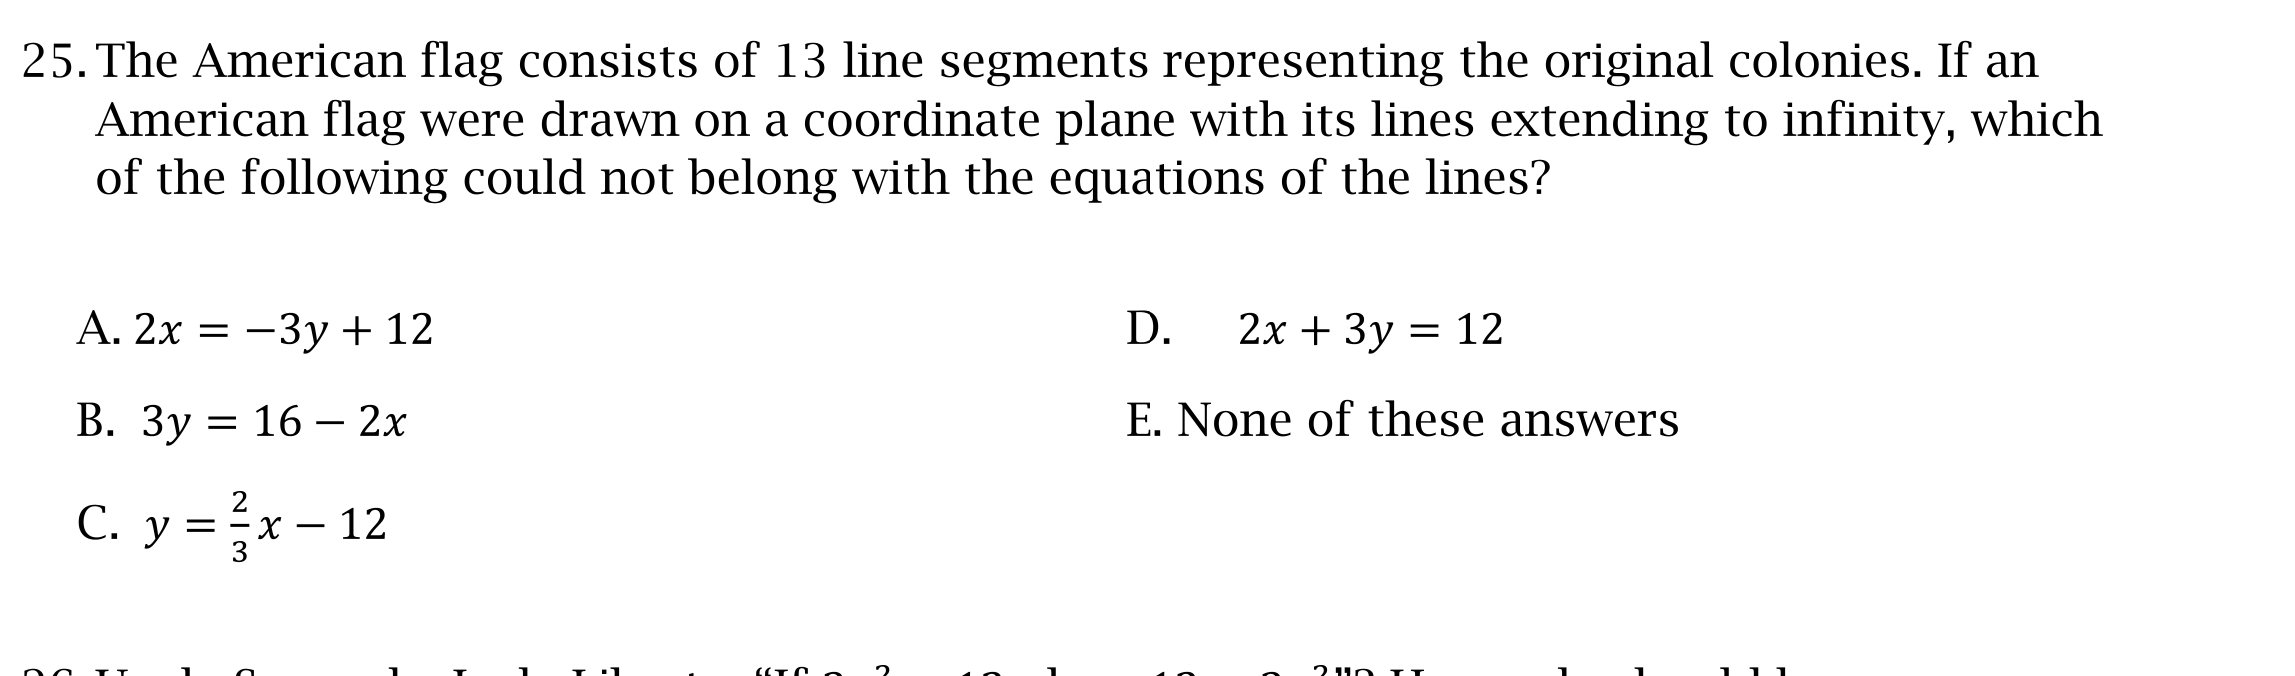 25. The American flag consists of 13 line segments representing the original colonies. If an
American flag were drawn on a coordinate plane with its lines extending to infinity, which
of the following could not belong with the equations of the lines?
A. 2x = −3y + 12
D. 2x + 3y = 12
B. 3y = 16 − 2x
E. None of these answers
C. y = 2/3 x − 12